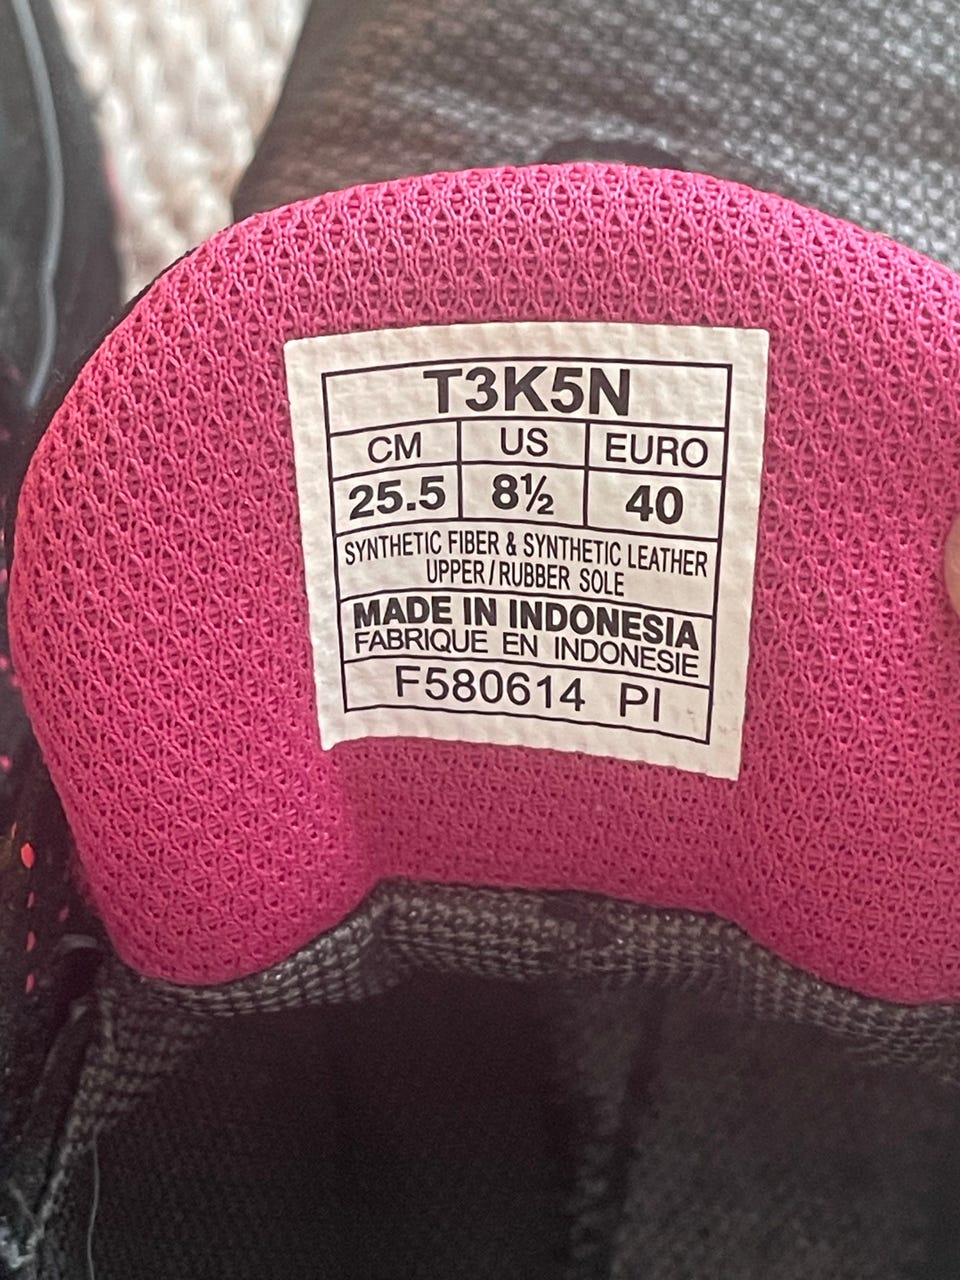 T3K5N
CM US EURO
25.5 8½ 40
SYNTHETIC FIBER & SYNTHETIC LEATHER
UPPER / RUBBER SOLE
MADE IN INDONESIA
FABRIQUE EN INDONESIE
F580614 PI